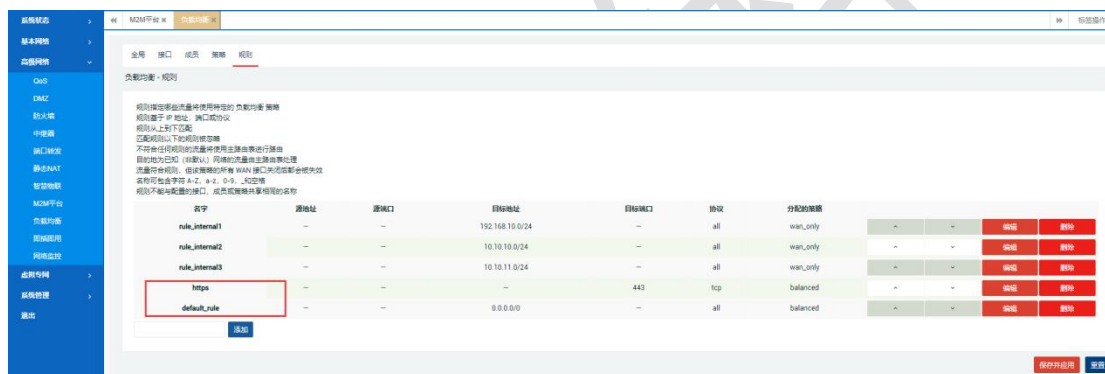 系统状态
M2M平台 ×
负载均衡 ×
标签操作
基本网络
高级网络
QoS
DMZ
防火墙
中继器
端口转发
静态NAT
智慧物联
M2M平台
负载均衡
即插即用
网络监控
虚拟专网
系统管理
退出
全局 接口 成员 策略 规则
负载均衡 - 规则
规则指定哪些流量将使用特定的 负载均衡 策略
规则基于 IP 地址，端口或协议
规则从上到下匹配
匹配规则以下的规则被忽略
不符合任何规则的流量将使用主路由表进行路由
目的地为已知（非默认）网络的流量由主路由表处理
流量符合规则，但该策略的所有 WAN 接口关闭后都会被失效
名称可包含字符 A-Z，a-z，0-9，_和空格
规则不能与配置的接口，成员或策略共享相同的名称
名字 源地址 源端口 目标地址 目标端口 协议 分配的策略
rule_internal1 — — 192.168.10.0/24 — all wan_only 编辑 删除
rule_internal2 — — 10.10.10.0/24 — all wan_only 编辑 删除
rule_internal3 — — 10.10.11.0/24 — all wan_only 编辑 删除
https — — — 443 tcp balanced 编辑 删除
default_rule — — 0.0.0.0/0 — all balanced 编辑 删除
添加
保存并应用 重置